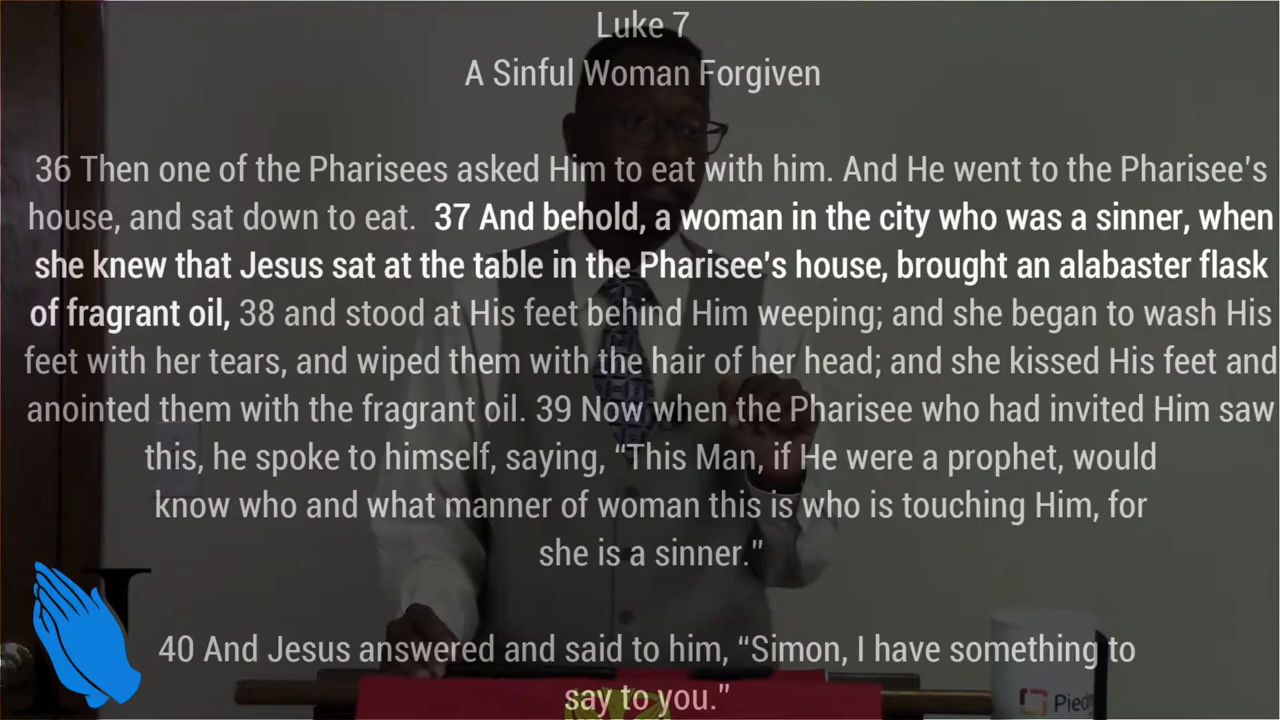 Luke 7
A Sinful Woman Forgiven
36 Then one of the Pharisees asked Him to eat with him. And He went to the Pharisee's
house, and sat down to eat. 37 And behold, a woman in the city who was a sinner, when
she knew that Jesus sat at the table in the Pharisee's house, brought an alabaster flask
of fragrant oil, 38 and stood at His feet behind Him weeping; and she began to wash His
feet with her tears, and wiped them with the hair of her head; and she kissed His feet and
anointed them with the fragrant oil. 39 Now when the Pharisee who had invited Him saw
this, he spoke to himself, saying, “This Man, if He were a prophet, would
know who and what manner of woman this is who is touching Him, for
she is a sinner.”
40 And Jesus answered and said to him, “Simon, I have something to
say to you.”